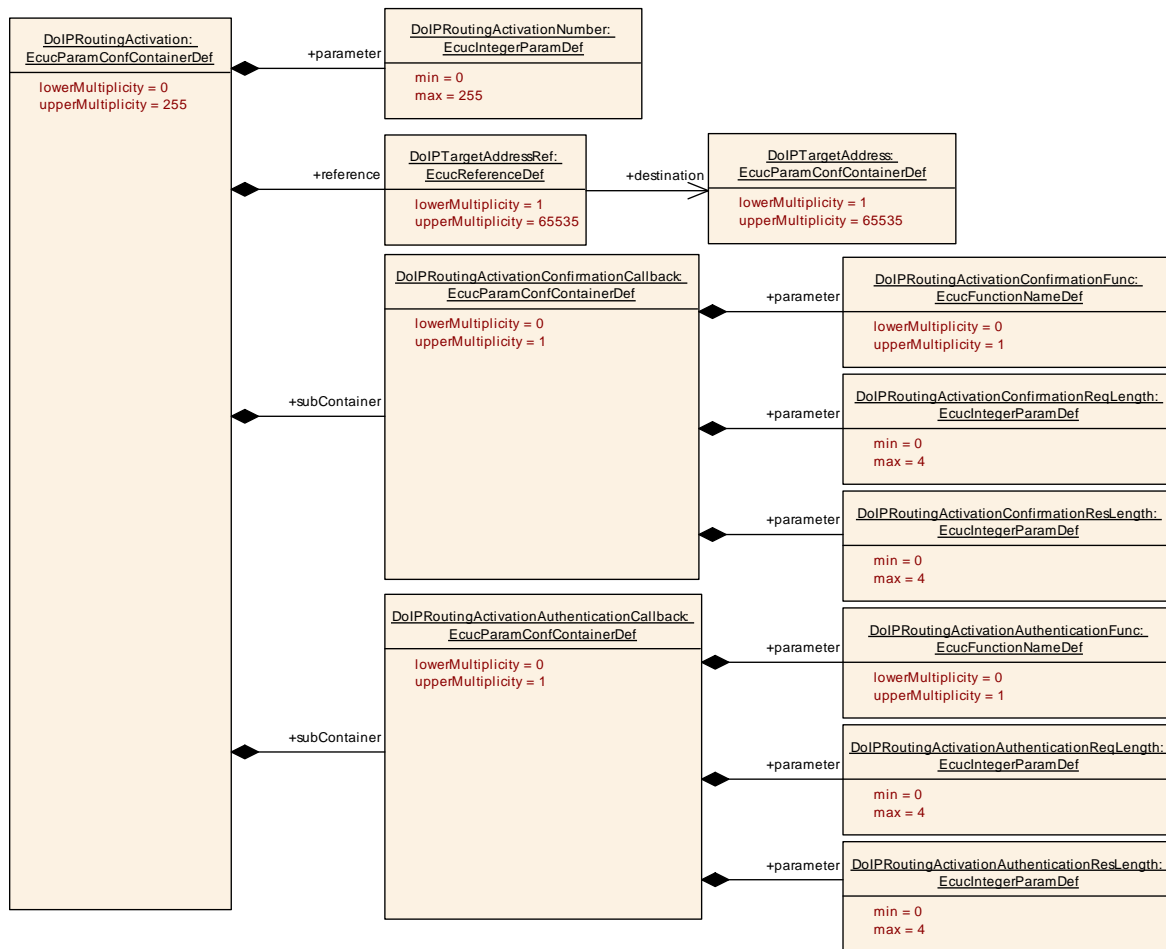 DoIPRoutingActivation:
EcucParamConfContainerDef
lowerMultiplicity = 0
upperMultiplicity = 255
+parameter
DoIPRoutingActivationNumber:
EcucIntegerParamDef
min = 0
max = 255
+reference
DoIPTargetAddressRef:
EcucReferenceDef
lowerMultiplicity = 1
upperMultiplicity = 65535
+destination
DoIPTargetAddress:
EcucParamConfContainerDef
lowerMultiplicity = 1
upperMultiplicity = 65535
+subContainer
DoIPRoutingActivationConfirmationCallback:
EcucParamConfContainerDef
lowerMultiplicity = 0
upperMultiplicity = 1
+parameter
DoIPRoutingActivationConfirmationFunc:
EcucFunctionNameDef
lowerMultiplicity = 0
upperMultiplicity = 1
+parameter
DoIPRoutingActivationConfirmationReqLength:
EcucIntegerParamDef
min = 0
max = 4
+parameter
DoIPRoutingActivationConfirmationResLength:
EcucIntegerParamDef
min = 0
max = 4
+subContainer
DoIPRoutingActivationAuthenticationCallback:
EcucParamConfContainerDef
lowerMultiplicity = 0
upperMultiplicity = 1
+parameter
DoIPRoutingActivationAuthenticationFunc:
EcucFunctionNameDef
lowerMultiplicity = 0
upperMultiplicity = 1
+parameter
DoIPRoutingActivationAuthenticationReqLength:
EcucIntegerParamDef
min = 0
max = 4
+parameter
DoIPRoutingActivationAuthenticationResLength:
EcucIntegerParamDef
min = 0
max = 4